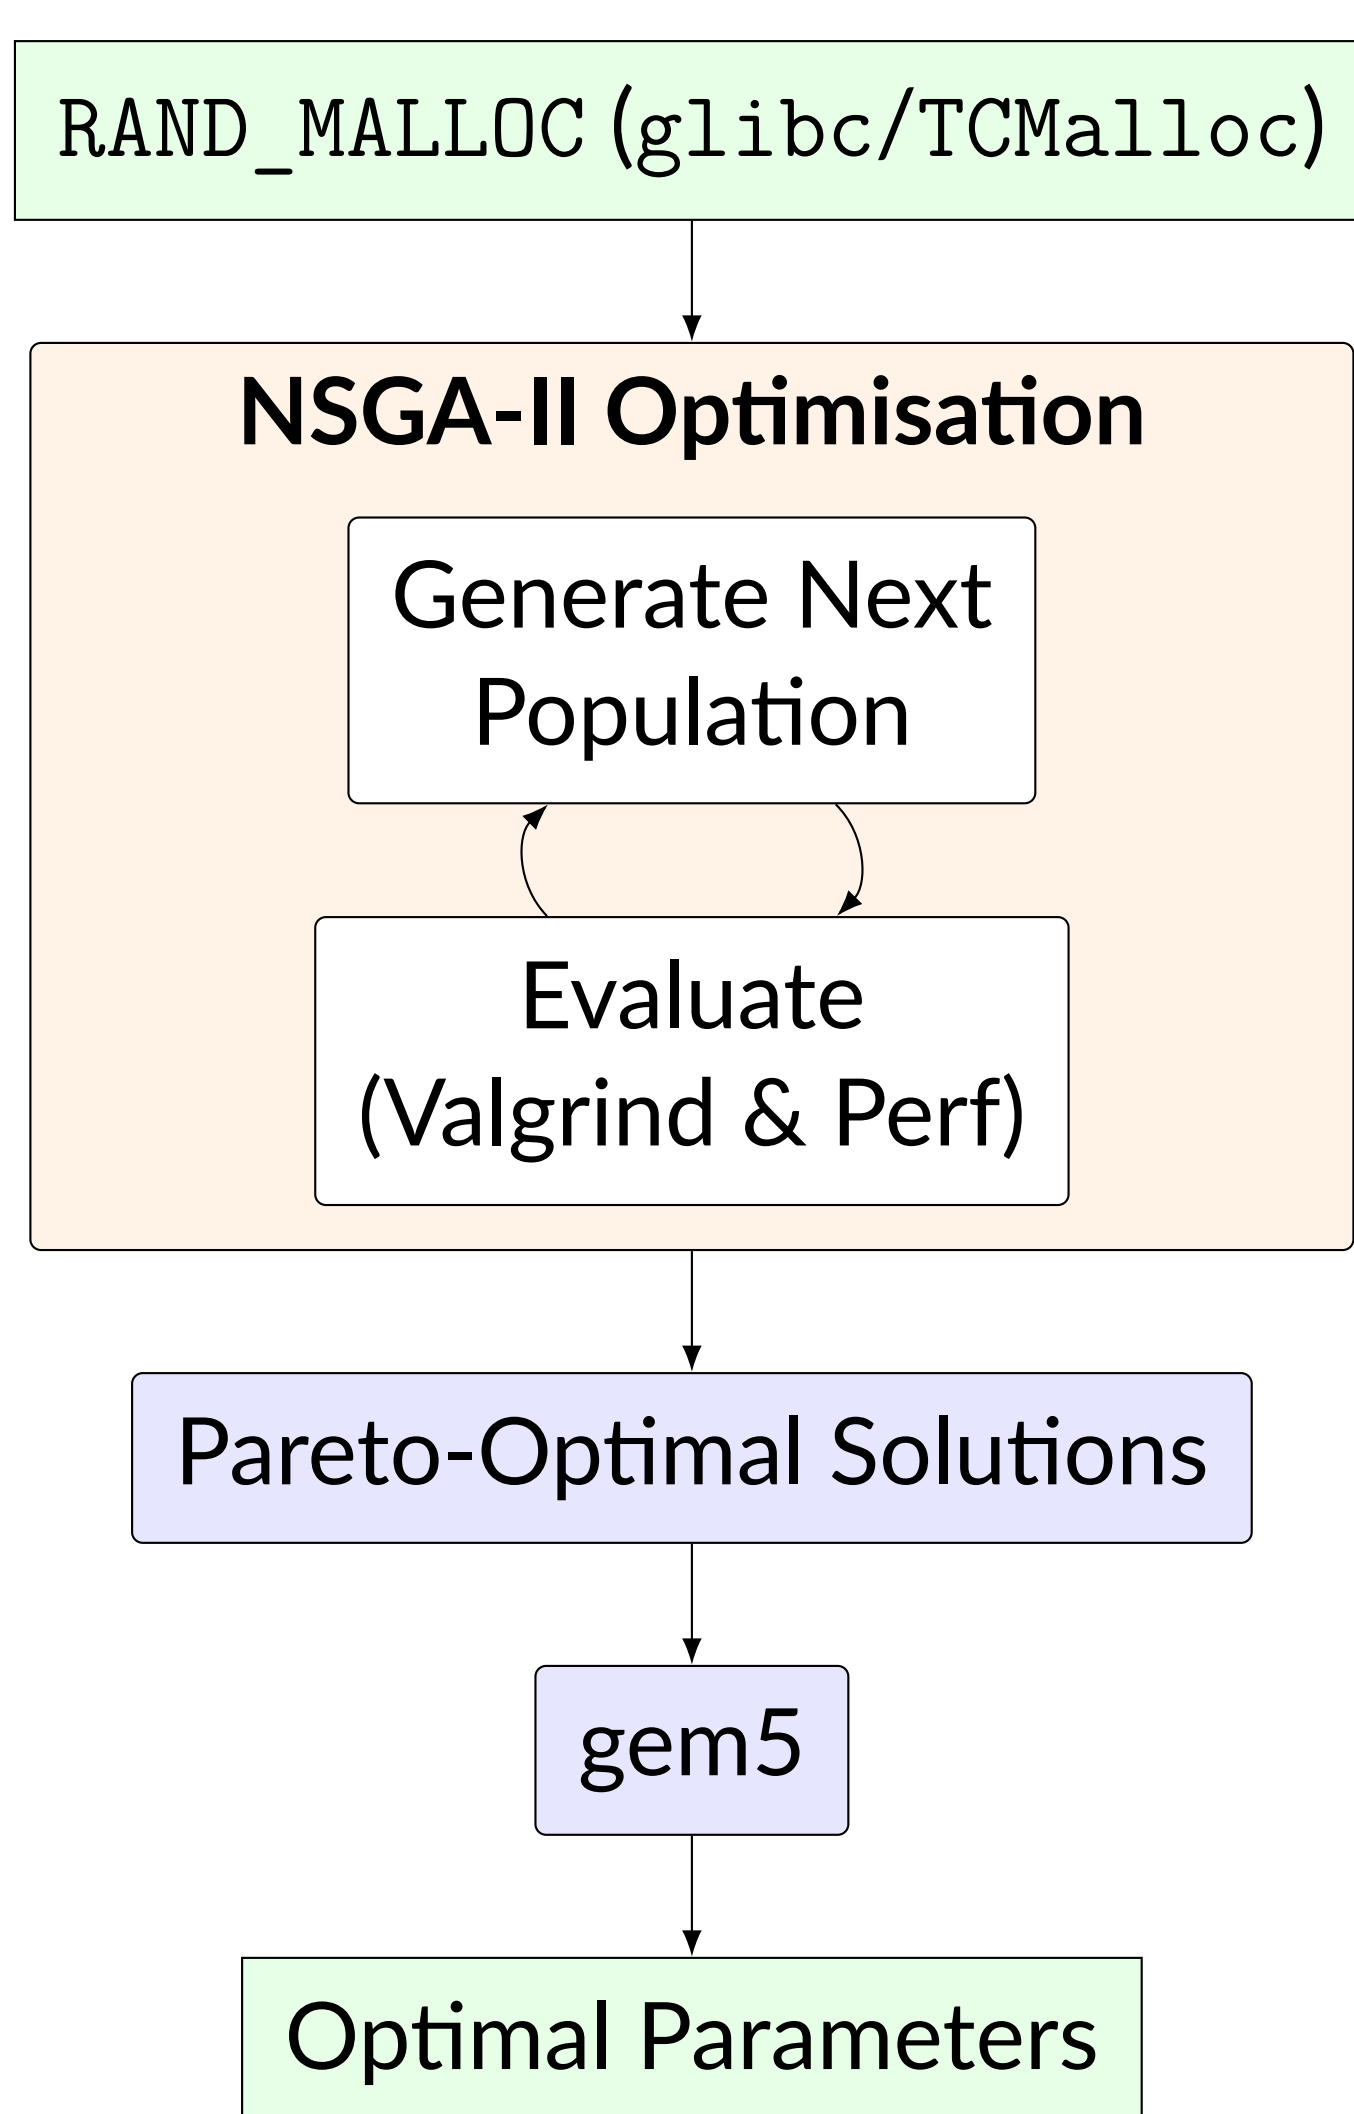 RAND_MALLOC (glibc/TCMalloc)
NSGA-II Optimisation
Generate Next
Population
Evaluate
(Valgrind & Perf)
Pareto-Optimal Solutions
gem5
Optimal Parameters